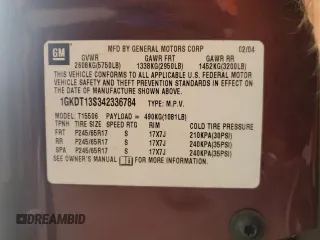 GM
MFD BY GENERAL MOTORS CORP 02/04
GVWR GAWR FRT GAWR RR
2608KG(5750LB) 1338KG(2950LB) 1452KG(3200LB)
THIS VEHICLE CONFORMS TO ALL APPLICABLE U.S. FEDERAL MOTOR
VEHICLE SAFETY AND THEFT PREVENTION STANDARDS IN EFFECT
ON THE DATE OF MANUFACTURE SHOWN ABOVE.
1GKDT13S342336784 TYPE: M.P.V.
MODEL: T15506 PAYLOAD = 490KG(1081LB)
TPNH TIRE SIZE SPEED RTG RIM COLD TIRE PRESSURE
FRT P245/65R17 S 17X7J 210KPA(30PSI)
RR P245/65R17 S 17X7J 240KPA(35PSI)
SPA P245/65R17 S 17X7J 240KPA(35PSI)
SEE OWNER'S MANUAL FOR MORE INFORMATION.
DREAMBID